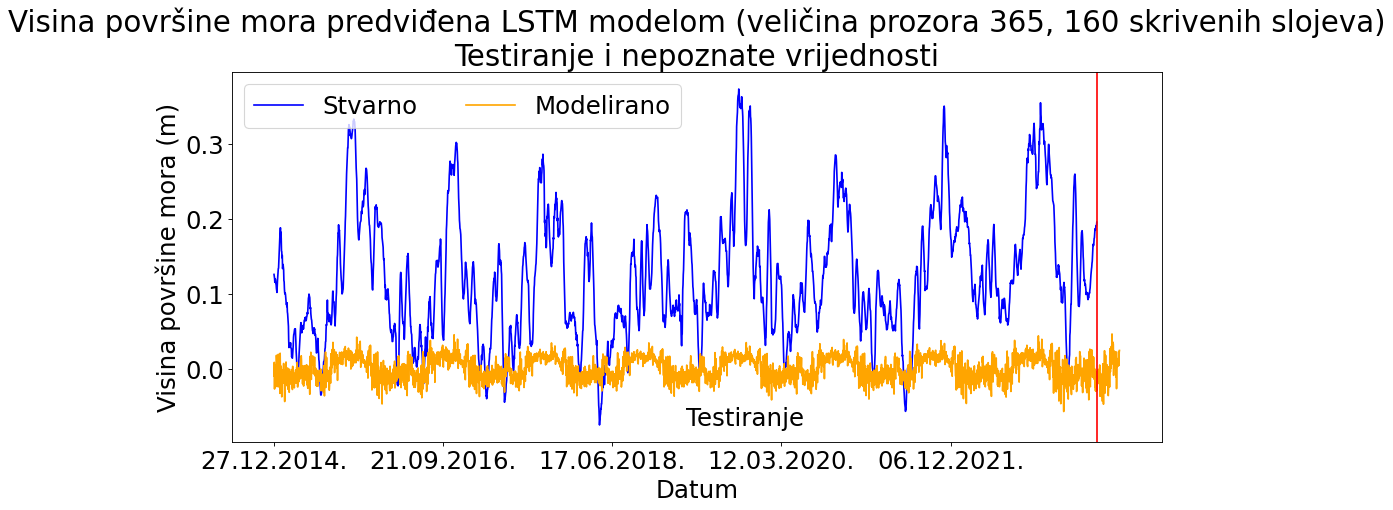 Visina površine mora predviđena LSTM modelom (veličina prozora 365, 160 skrivenih slojeva)
Testiranje i nepoznate vrijednosti
Stvarno
Modelirano
Visina površine mora (m)
0.3
0.2
0.1
0.0
Testiranje
27.12.2014.
21.09.2016.
17.06.2018.
12.03.2020.
06.12.2021.
Datum